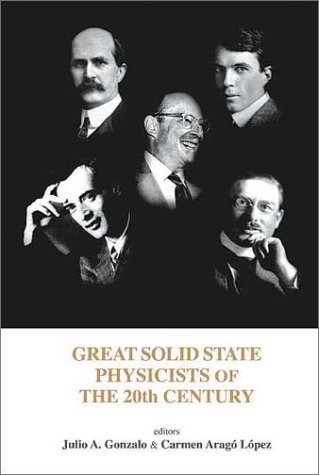 GREAT SOLID STATE
PHYSICISTS OF
THE 20th CENTURY
editors
Julio A. Gonzalo & Carmen Aragó López